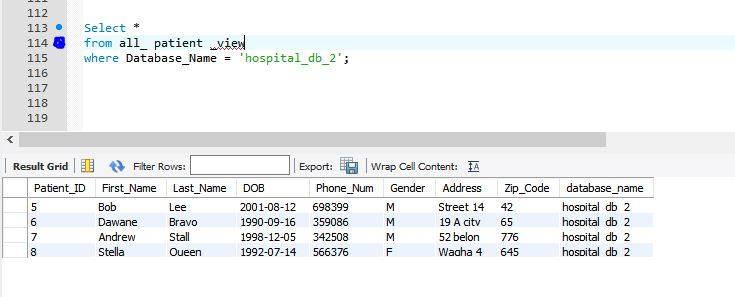 112
113 Select *
114 from all_ patient _view
115 where Database_Name = 'hospital_db_2';
116
117
118
119
Result Grid Filter Rows: Export: Wrap Cell Content:
Patient_ID First_Name Last_Name DOB Phone_Num Gender Address Zip_Code database_name
5 Bob Lee 2001-08-12 698399 M Street 14 42 hospital_db_2
6 Dawane Bravo 1990-09-16 359086 M 19 A city 65 hospital_db_2
7 Andrew Stall 1998-12-05 342508 M 52 belon 776 hospital_db_2
8 Stella Queen 1992-07-14 566376 F Wagha 4 645 hospital_db_2